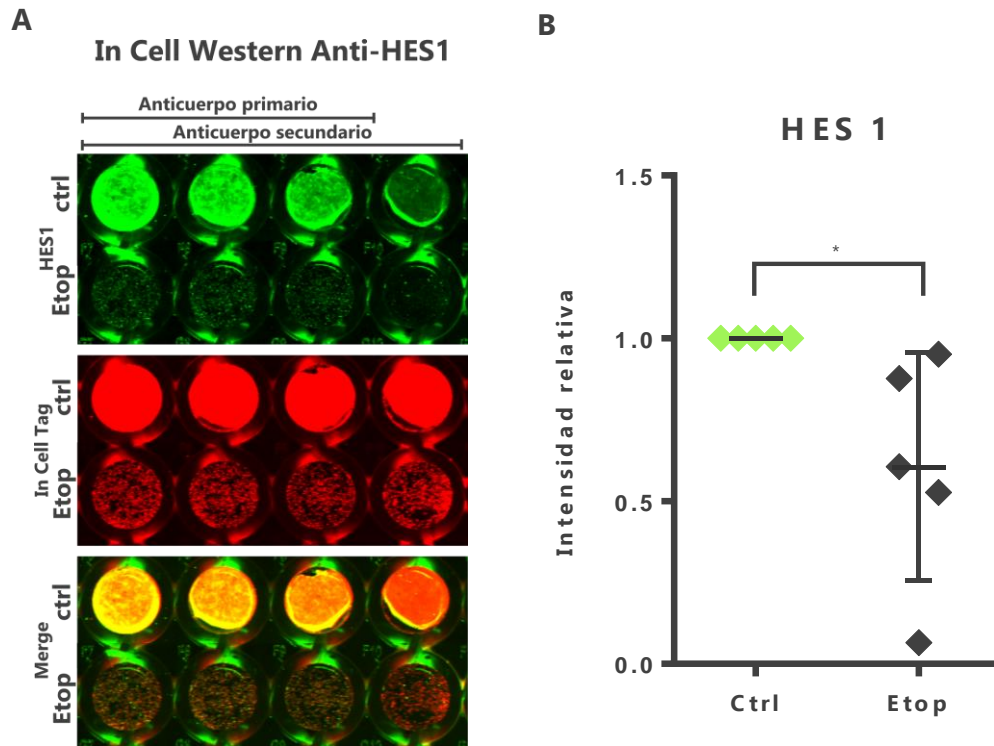 A
In Cell Western Anti-HES1
Anticuerpo primario
Anticuerpo secundario
HES1
ctrl
Etop
In Cell Tag
ctrl
Etop
Merge
ctrl
Etop
B
HES 1
Intensidad relativa
1.5
1.0
0.5
0.0
*
Ctrl
Etop